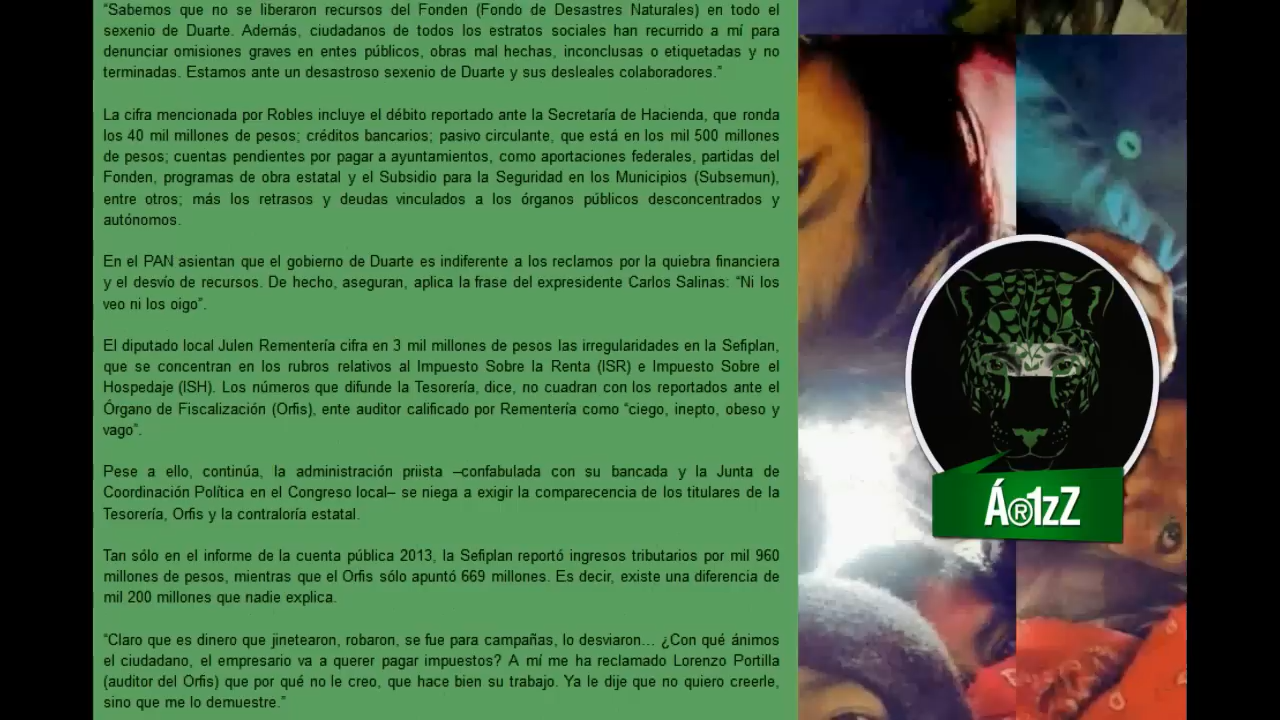 “Sabemos que no se liberaron recursos del Fonden (Fondo de Desastres Naturales) en todo el
sexenio de Duarte. Además, ciudadanos de todos los estratos sociales han recurrido a mí para
denunciar omisiones graves en entes públicos, obras mal hechas, inconclusas o etiquetadas y no
terminadas. Estamos ante un desastroso sexenio de Duarte y sus desleales colaboradores.”
La cifra mencionada por Robles incluye el débito reportado ante la Secretaría de Hacienda, que ronda
los 40 mil millones de pesos; créditos bancarios; pasivo circulante, que está en los mil 500 millones
de pesos; cuentas pendientes por pagar a ayuntamientos, como aportaciones federales, partidas del
Fonden, programas de obra estatal y el Subsidio para la Seguridad en los Municipios (Subsemun),
entre otros; más los retrasos y deudas vinculados a los órganos públicos desconcentrados y
autónomos.
En el PAN asientan que el gobierno de Duarte es indiferente a los reclamos por la quiebra financiera
y el desvío de recursos. De hecho, aseguran, aplica la frase del expresidente Carlos Salinas: “Ni los
veo ni los oigo”.
El diputado local Julen Rementería cifra en 3 mil millones de pesos las irregularidades en la Sefiplan,
que se concentran en los rubros relativos al Impuesto Sobre la Renta (ISR) e Impuesto Sobre el
Hospedaje (ISH). Los números que difunde la Tesorería, dice, no cuadran con los reportados ante el
Órgano de Fiscalización (Orfis), ente auditor calificado por Rementería como “ciego, inepto, obeso y
vago”.
Pese a ello, continúa, la administración priista –confabulada con su bancada y la Junta de
Coordinación Política en el Congreso local– se niega a exigir la comparecencia de los titulares de la
Tesorería, Orfis y la contraloría estatal.
Tan sólo en el informe de la cuenta pública 2013, la Sefiplan reportó ingresos tributarios por mil 960
millones de pesos, mientras que el Orfis sólo apuntó 669 millones. Es decir, existe una diferencia de
mil 200 millones que nadie explica.
“Claro que es dinero que jinetearon, robaron, se fue para campañas, lo desviaron… ¿Con qué ánimos
el ciudadano, el empresario va a querer pagar impuestos? A mí me ha reclamado Lorenzo Portilla
(auditor del Orfis) que por qué no le creo, que hace bien su trabajo. Ya le dije que no quiero creerle,
sino que me lo demuestre.”
Á®1zZ